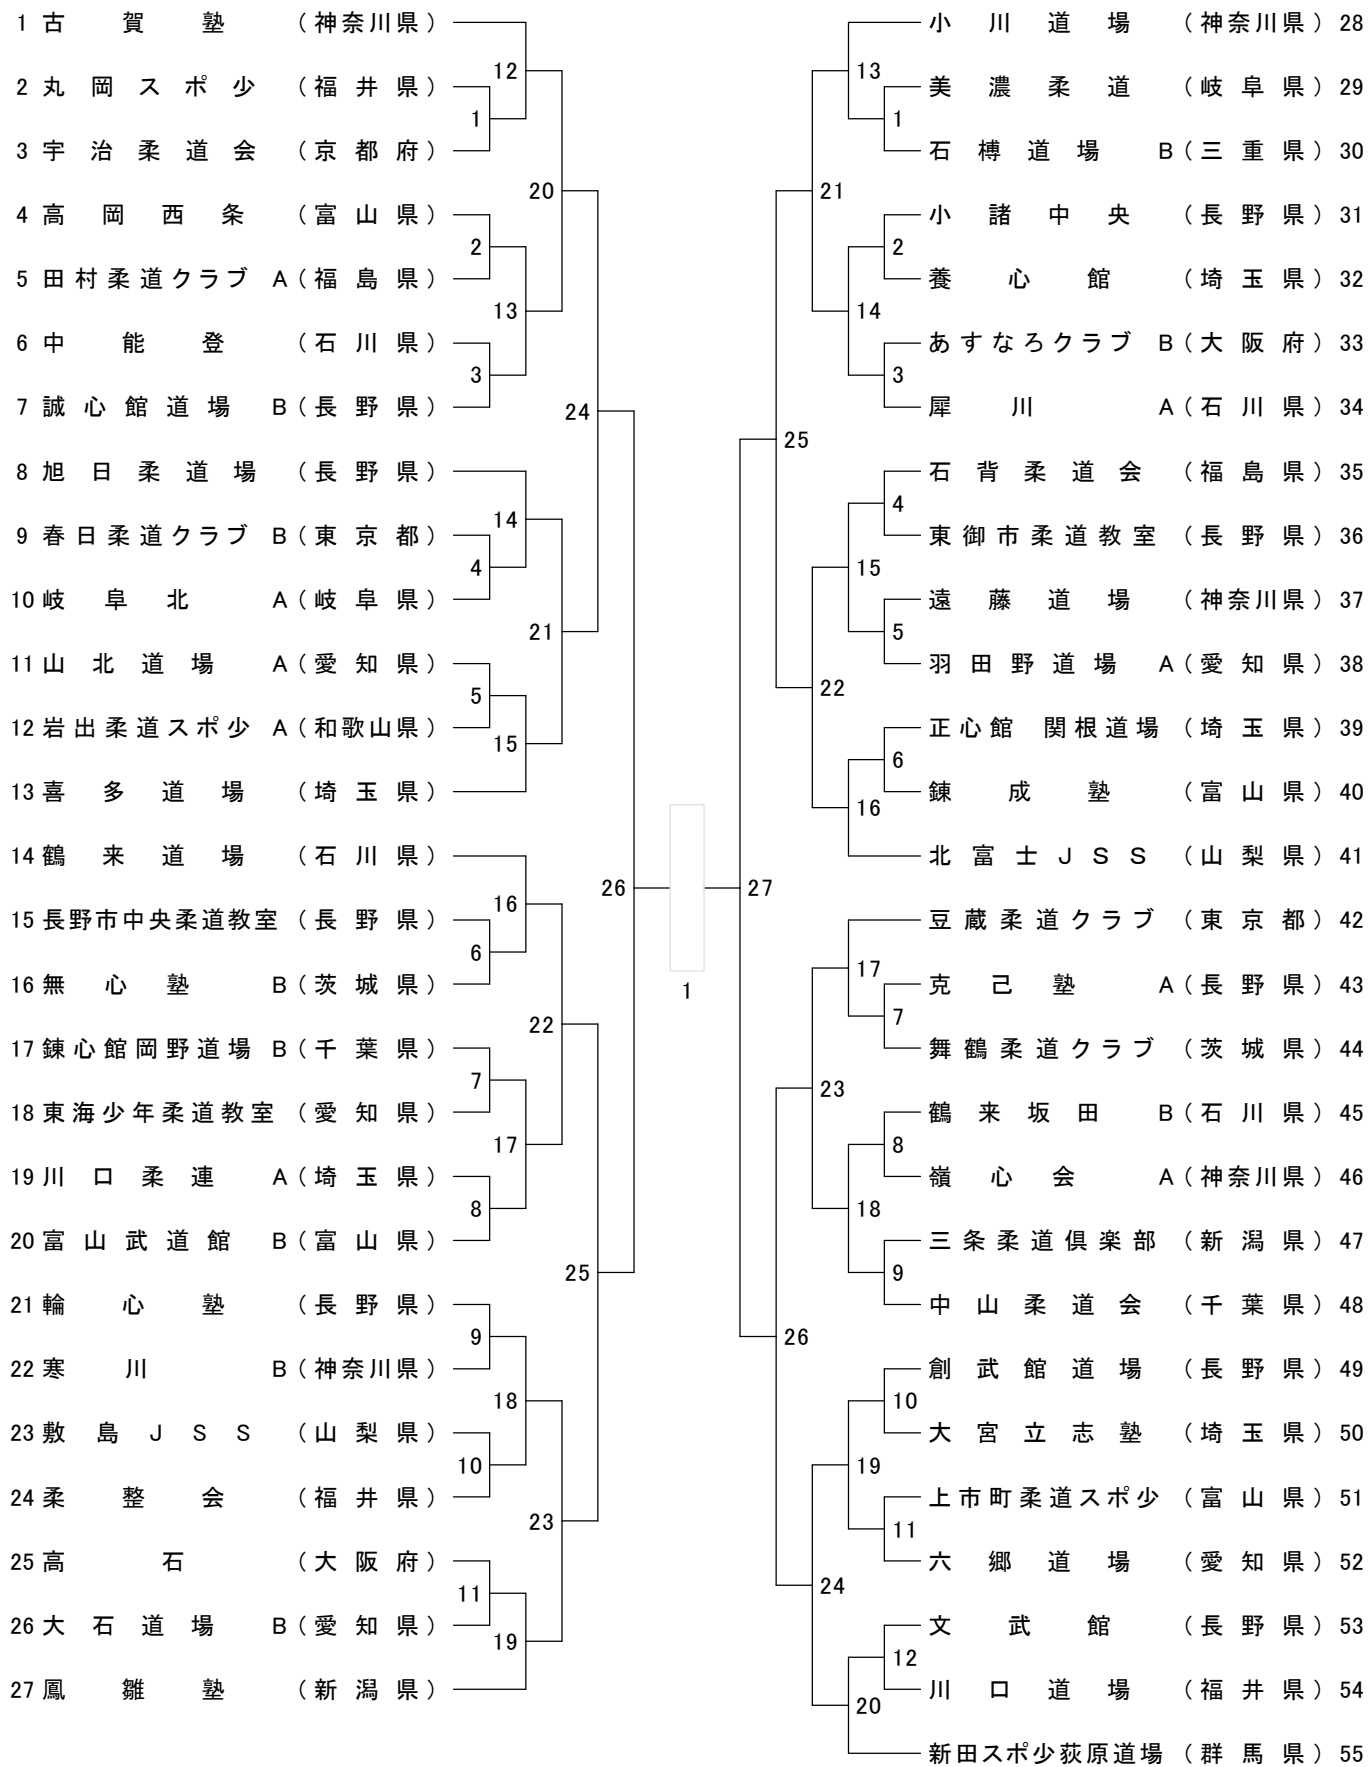 1 古賀塾 (神奈川県)
2 丸岡スポ少 (福井県)
3 宇治柔道会 (京都府)
4 高岡西条 (富山県)
5 田村柔道クラブ A (福島県)
6 中能登 (石川県)
7 誠心館道場 B (長野県)
8 旭日柔道場 (長野県)
9 春日柔道クラブ B (東京都)
10 岐阜北 A (岐阜県)
11 山北道場 A (愛知県)
12 岩出柔道スポ少 A (和歌山県)
13 喜多道場 (埼玉県)
14 鶴来道場 (石川県)
15 長野市中央柔道教室 (長野県)
16 無心塾 B (茨城県)
17 錬心館岡野道場 B (千葉県)
18 東海少年柔道教室 (愛知県)
19 川口柔連 A (埼玉県)
20 富山武道館 B (富山県)
21 輪心塾 (長野県)
22 寒川 B (神奈川県)
23 敷島JSS (山梨県)
24 柔整会 (福井県)
25 高石 (大阪府)
26 大石道場 B (愛知県)
27 鳳雛塾 (新潟県)
1
2
3
4
5
6
7
8
9
10
11
12
13
14
15
16
17
18
19
20
21
22
23
24
25
26
1
27
25
26
21
22
23
24
13
14
15
16
17
18
19
20
1
2
3
4
5
6
7
8
9
10
11
12
小川道場 (神奈川県) 28
美濃柔道 (岐阜県) 29
石榑道場 B (三重県) 30
小諸中央 (長野県) 31
養心館 (埼玉県) 32
あすなろクラブ B (大阪府) 33
犀川 A (石川県) 34
石背柔道会 (福島県) 35
東御市柔道教室 (長野県) 36
遠藤道場 (神奈川県) 37
羽田野道場 A (愛知県) 38
正心館 関根道場 (埼玉県) 39
錬成塾 (富山県) 40
北富士JSS (山梨県) 41
豆蔵柔道クラブ (東京都) 42
克己塾 A (長野県) 43
舞鶴柔道クラブ (茨城県) 44
鶴来坂田 B (石川県) 45
嶺心会 A (神奈川県) 46
三条柔道倶楽部 (新潟県) 47
中山柔道会 (千葉県) 48
創武館道場 (長野県) 49
大宮立志塾 (埼玉県) 50
上市町柔道スポ少 (富山県) 51
六郷道場 (愛知県) 52
文武館 (長野県) 53
川口道場 (福井県) 54
新田スポ少荻原道場 (群馬県) 55